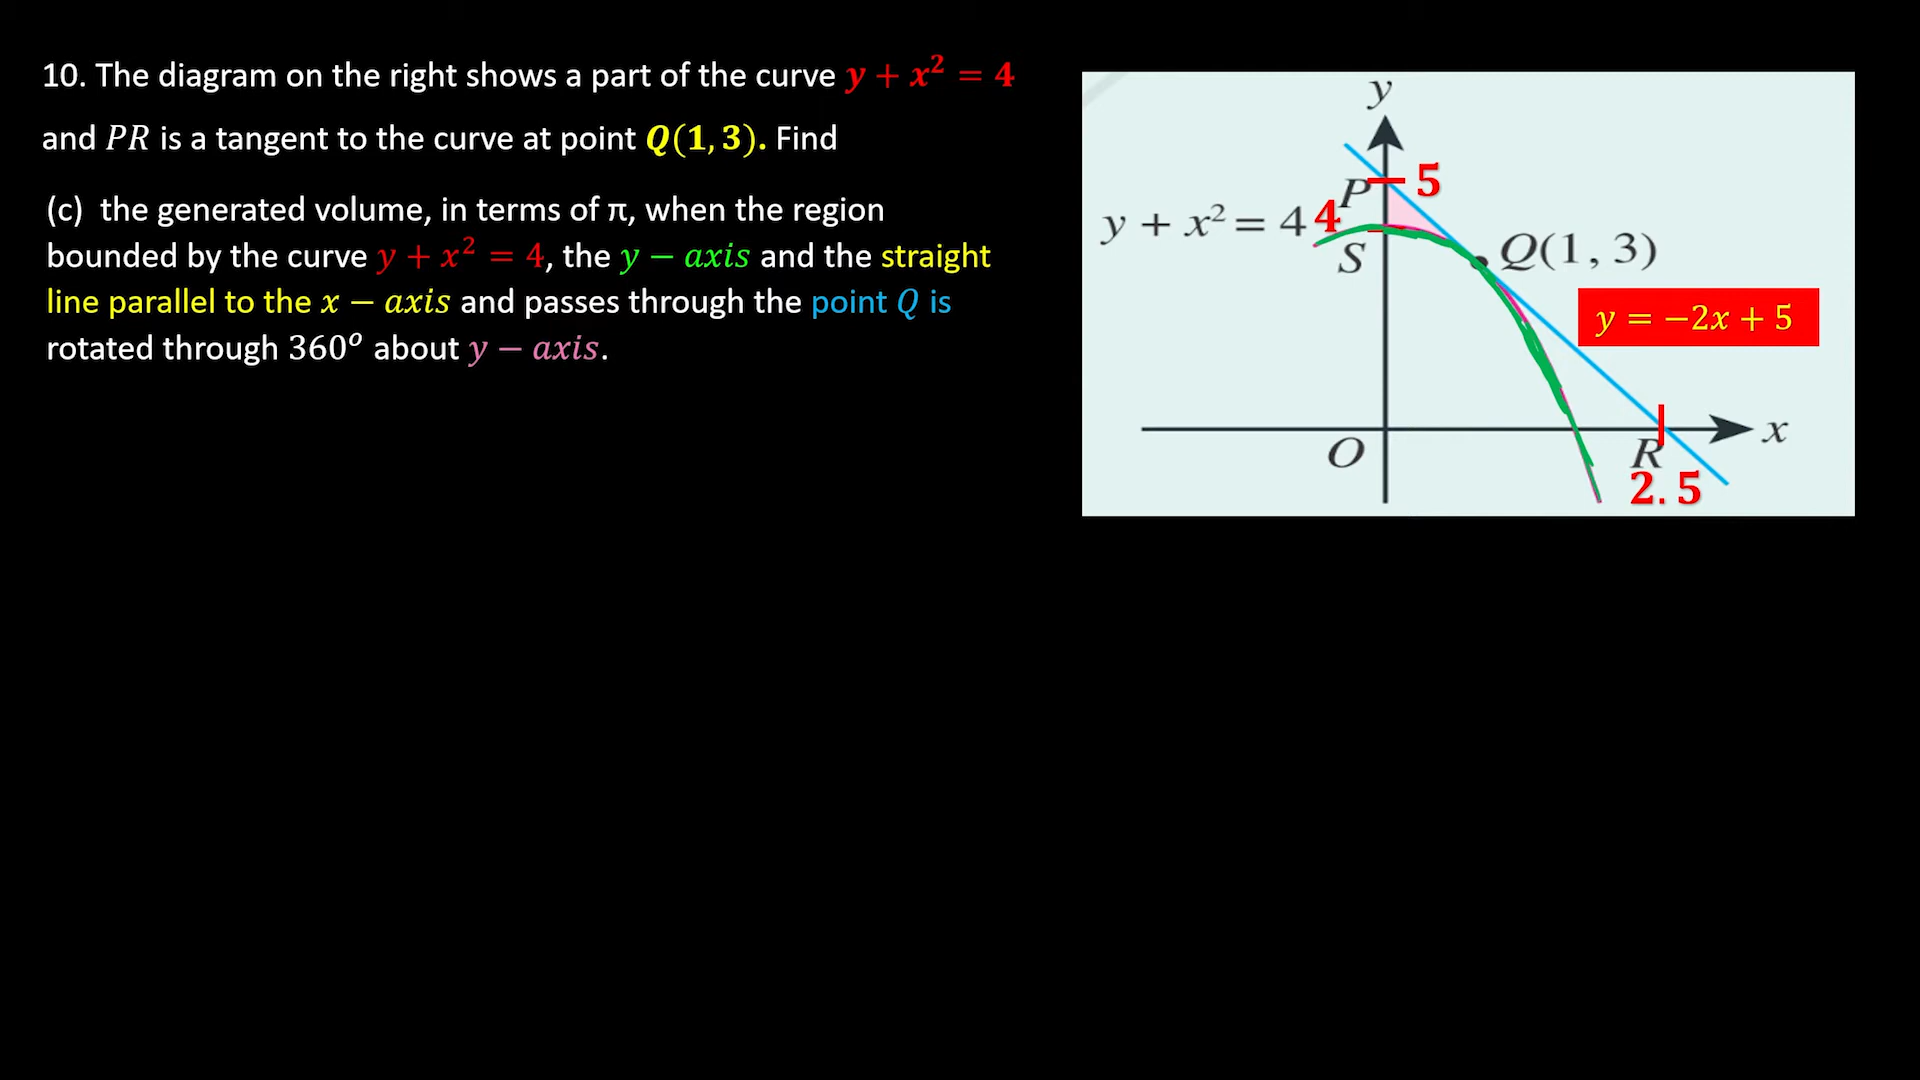 10. The diagram on the right shows a part of the curve y + x² = 4
and PR is a tangent to the curve at point Q(1, 3). Find
(c) the generated volume, in terms of π, when the region
bounded by the curve y + x² = 4, the y − axis and the straight
line parallel to the x − axis and passes through the point Q is
rotated through 360° about y − axis.
y
P
5
y + x² = 4
4
S
Q(1, 3)
y = −2x + 5
x
O
R
2.5